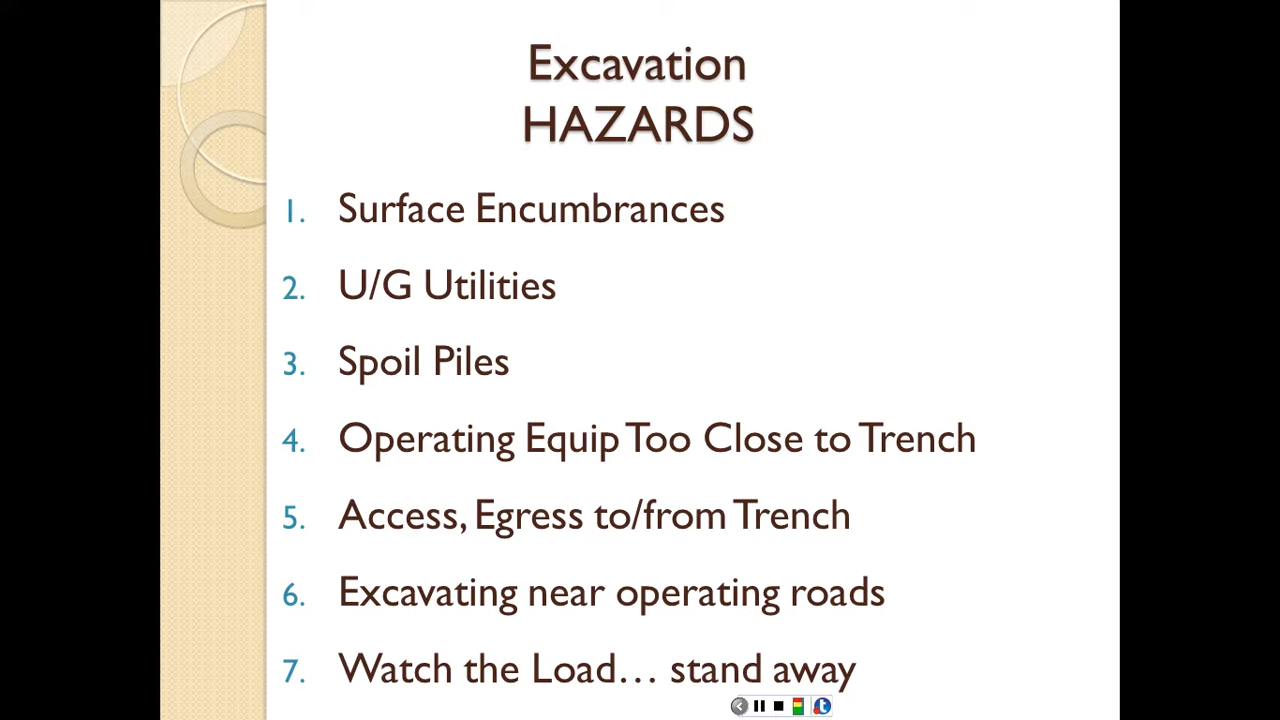 Excavation
HAZARDS
1. Surface Encumbrances
2. U/G Utilities
3. Spoil Piles
4. Operating Equip Too Close to Trench
5. Access, Egress to/from Trench
6. Excavating near operating roads
7. Watch the Load… stand away